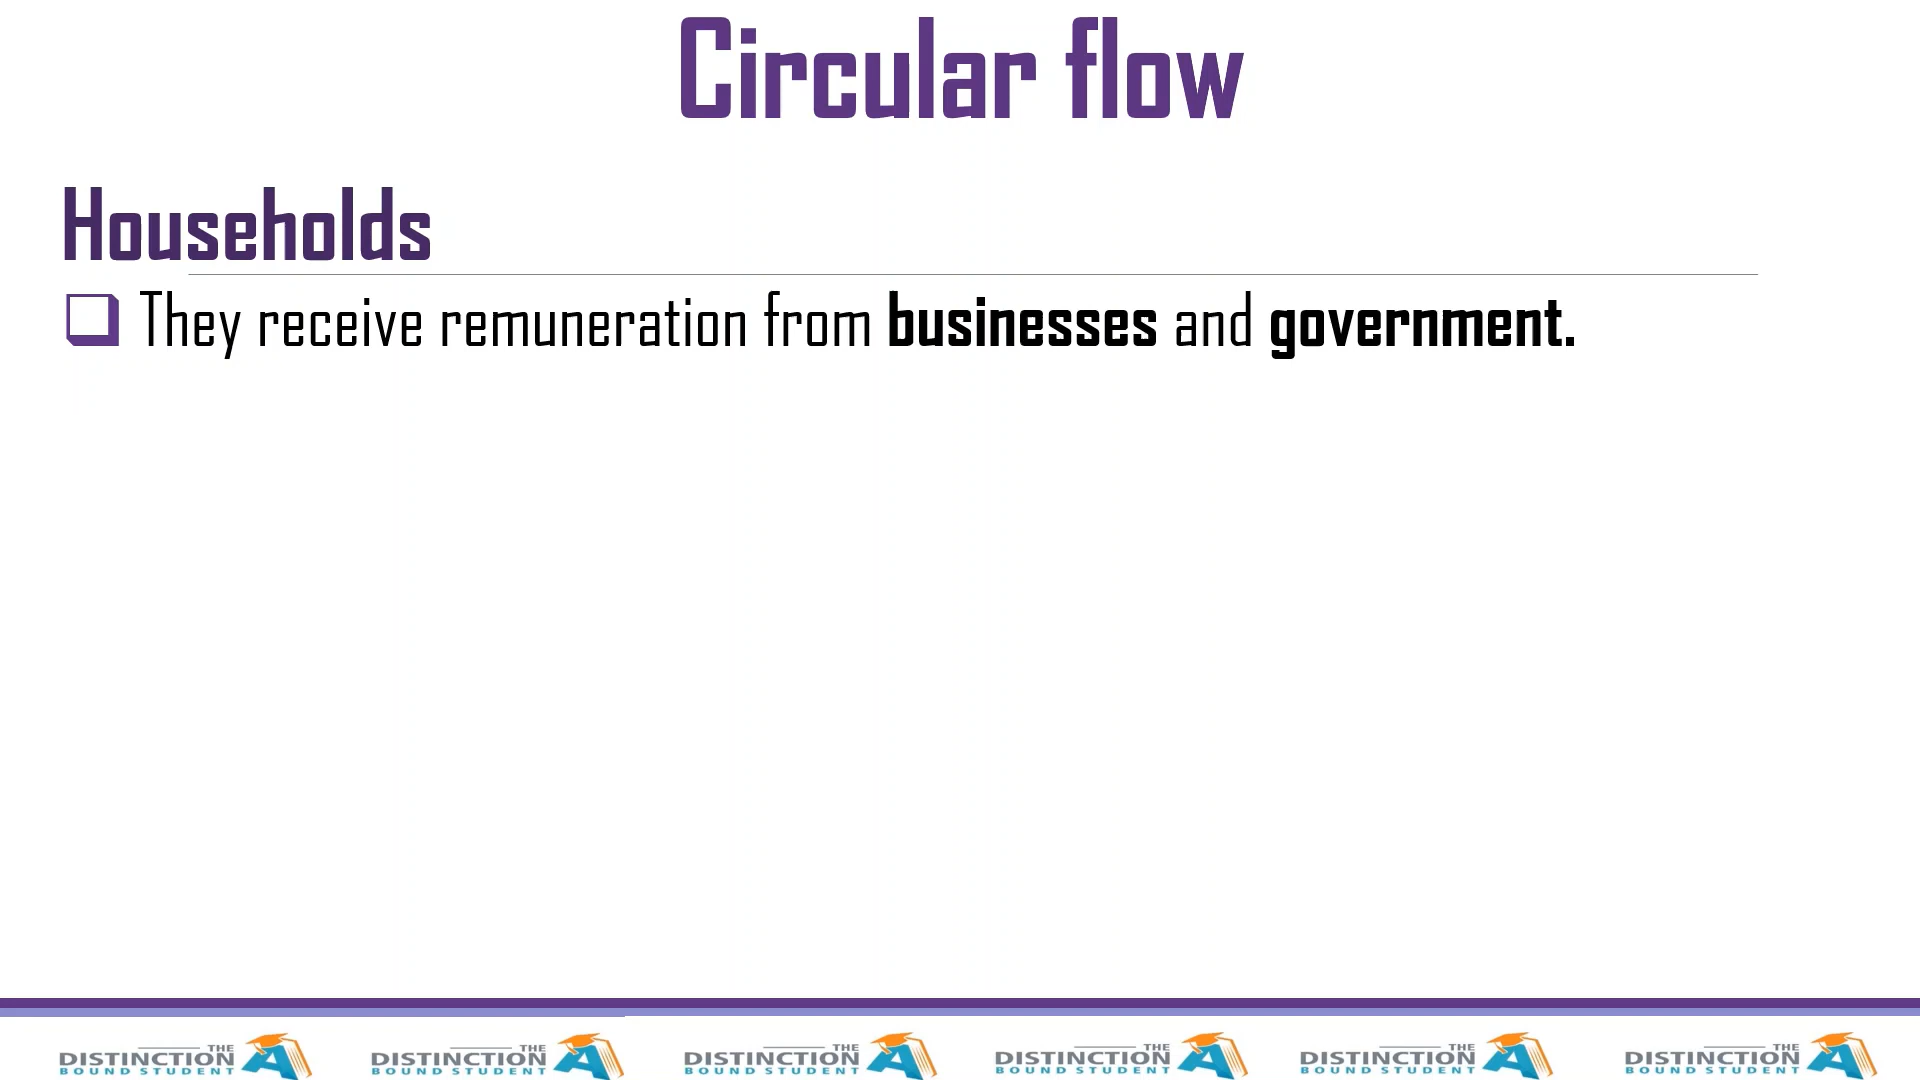 Circular flow
Households
They receive remuneration from businesses and government.
THE
DISTINCTION
BOUND STUDENT
THE
DISTINCTION
BOUND STUDENT
THE
DISTINCTION
BOUND STUDENT
THE
DISTINCTION
BOUND STUDENT
THE
DISTINCTION
BOUND STUDENT
THE
DISTINCTION
BOUND STUDENT